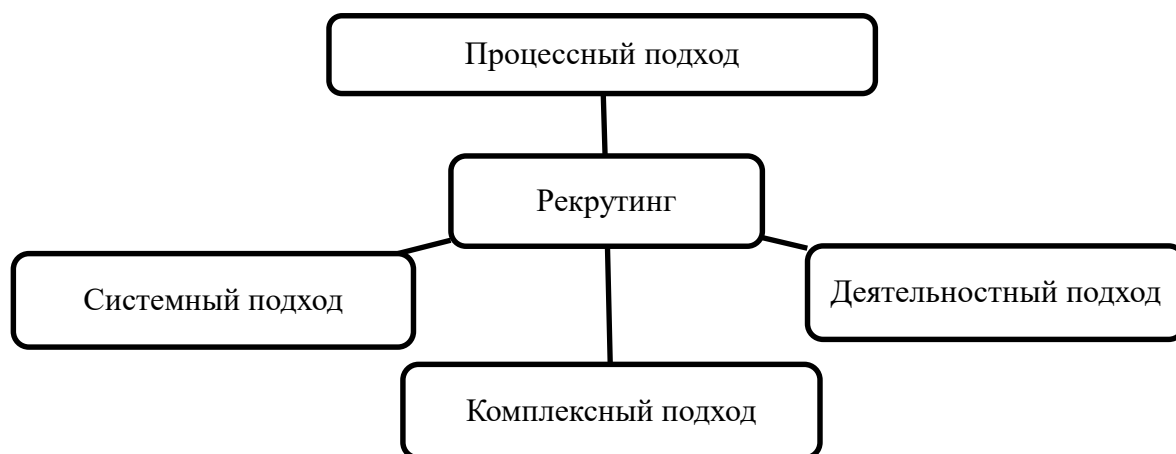 Процессный подход
Рекрутинг
Системный подход
Деятельностный подход
Комплексный подход